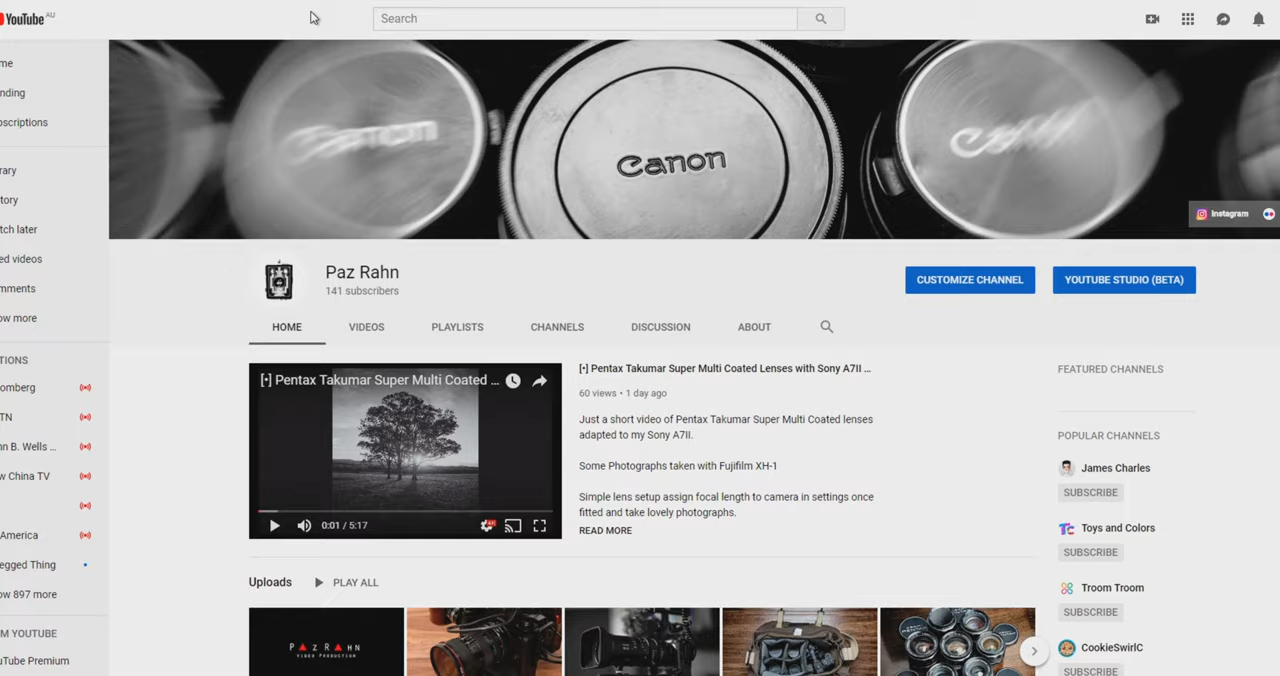 YouTube AU
Search
me
nding
oscriptions
rary
tory
tch later
ed videos
mments
ow more
TIONS
omberg
TN
nn B. Wells ...
w China TV
America
egged Thing
ow 897 more
M YOUTUBE
uTube Premium
Canon
Canon
Instagram
Paz Rahn
141 subscribers
CUSTOMIZE CHANNEL
YOUTUBE STUDIO (BETA)
HOME
VIDEOS
PLAYLISTS
CHANNELS
DISCUSSION
ABOUT
[•] Pentax Takumar Super Multi Coated ...
0:01 / 5:17
[•] Pentax Takumar Super Multi Coated Lenses with Sony A7II ...
60 views • 1 day ago
Just a short video of Pentax Takumar Super Multi Coated lenses
adapted to my Sony A7II.
Some Photographs taken with Fujifilm XH-1
Simple lens setup assign focal length to camera in settings once
fitted and take lovely photographs.
READ MORE
FEATURED CHANNELS
POPULAR CHANNELS
James Charles
SUBSCRIBE
Toys and Colors
SUBSCRIBE
Troom Troom
SUBSCRIBE
CookieSwirlC
SUBSCRIBE
Uploads
PLAY ALL
PAZ RAHN
VIDEO PRODUCTION